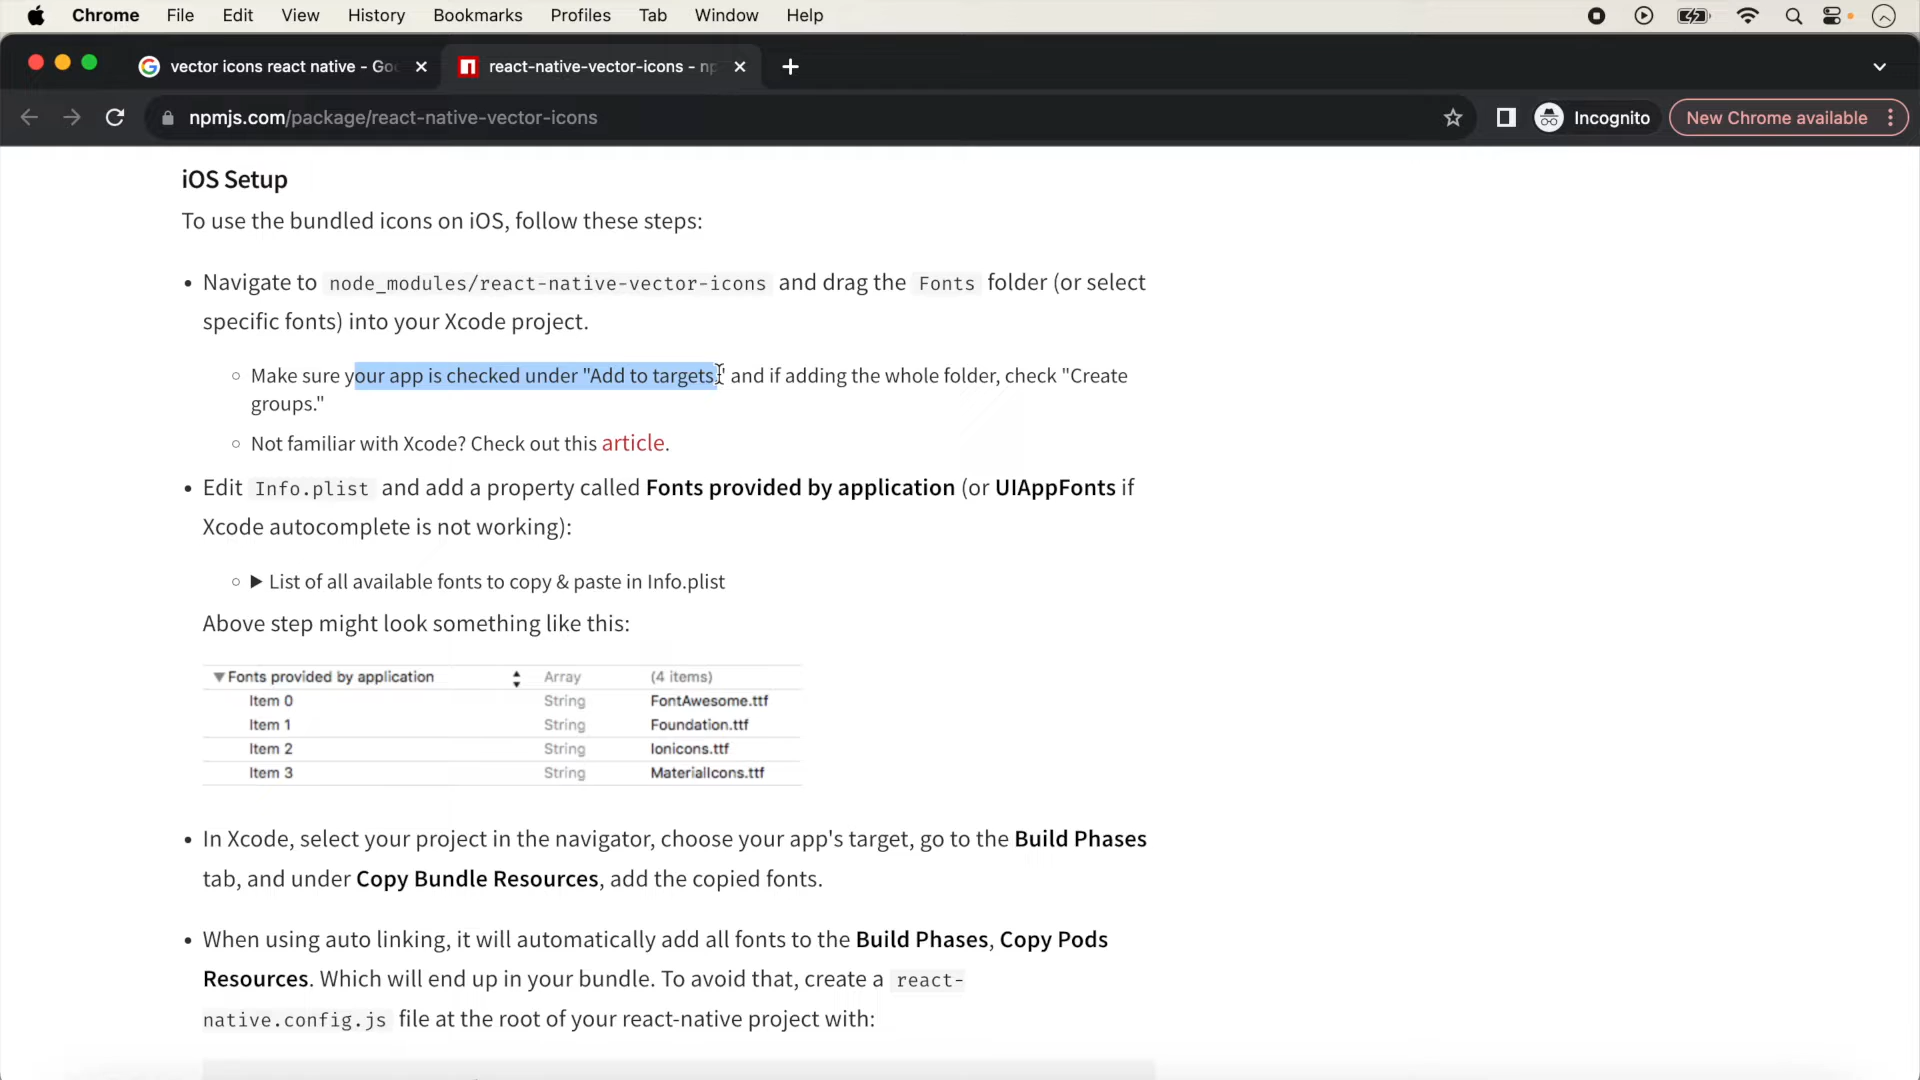 Chrome File Edit View History Bookmarks Profiles Tab Window Help
vector icons react native - Go
react-native-vector-icons - np
npmjs.com/package/react-native-vector-icons
Incognito
New Chrome available
iOS Setup
To use the bundled icons on iOS, follow these steps:
• Navigate to node_modules/react-native-vector-icons and drag the Fonts folder (or select
specific fonts) into your Xcode project.
○ Make sure your app is checked under "Add to targets," and if adding the whole folder, check "Create
groups."
○ Not familiar with Xcode? Check out this article.
• Edit Info.plist and add a property called Fonts provided by application (or UIAppFonts if
Xcode autocomplete is not working):
○ ▶ List of all available fonts to copy & paste in Info.plist
Above step might look something like this:
▼ Fonts provided by application Array (4 items)
Item 0 String FontAwesome.ttf
Item 1 String Foundation.ttf
Item 2 String Ionicons.ttf
Item 3 String MaterialIcons.ttf
• In Xcode, select your project in the navigator, choose your app's target, go to the Build Phases
tab, and under Copy Bundle Resources, add the copied fonts.
• When using auto linking, it will automatically add all fonts to the Build Phases, Copy Pods
Resources. Which will end up in your bundle. To avoid that, create a react-
native.config.js file at the root of your react-native project with: